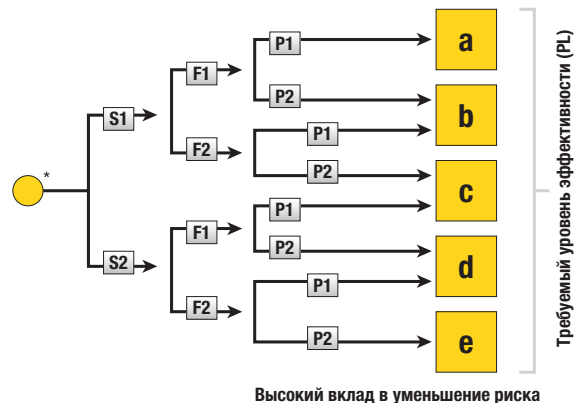 P1
a
F1
P2
b
S1
F2
P1
P2
c
*
F1
P1
P2
d
S2
F2
P1
P2
e
Требуемый уровень эффективности (PL)
Высокий вклад в уменьшение риска